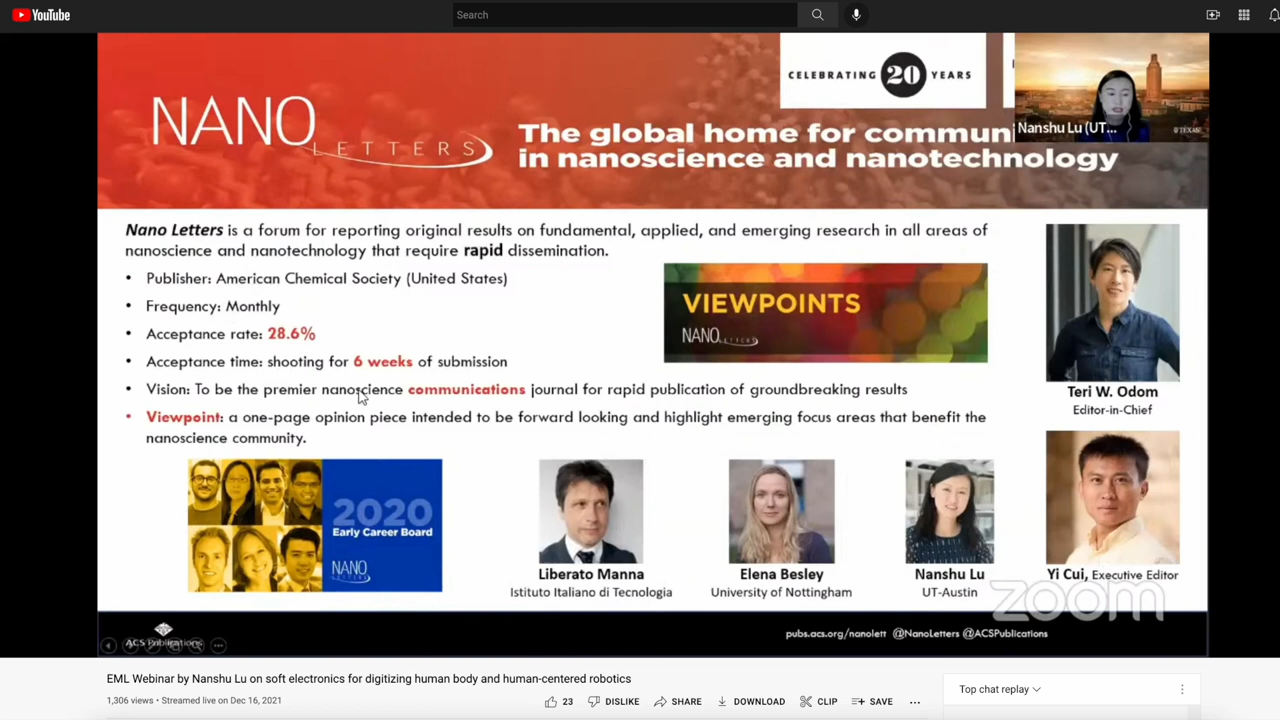 YouTube
Search
CELEBRATING 20 YEARS
NANO
LETTERS
The global home for commun
in nanoscience and nanotechnology
Nanshu Lu (UT...
TEXAS
Nano Letters is a forum for reporting original results on fundamental, applied, and emerging research in all areas of
nanoscience and nanotechnology that require rapid dissemination.
• Publisher: American Chemical Society (United States)
• Frequency: Monthly
• Acceptance rate: 28.6%
• Acceptance time: shooting for 6 weeks of submission
• Vision: To be the premier nanoscience communications journal for rapid publication of groundbreaking results
• Viewpoint: a one-page opinion piece intended to be forward looking and highlight emerging focus areas that benefit the
nanoscience community.
VIEWPOINTS
NANO LETTERS
Teri W. Odom
Editor-in-Chief
2020
Early Career Board
NANO LETTERS
Liberato Manna
Istituto Italiano di Tecnologia
Elena Besley
University of Nottingham
Nanshu Lu
UT-Austin
Yi Cui, Executive Editor
zoom
ACS Publications
pubs.acs.org/nanolett @NanoLetters @ACSPublications
EML Webinar by Nanshu Lu on soft electronics for digitizing human body and human-centered robotics
1,306 views • Streamed live on Dec 16, 2021
23
DISLIKE
SHARE
DOWNLOAD
CLIP
SAVE
Top chat replay